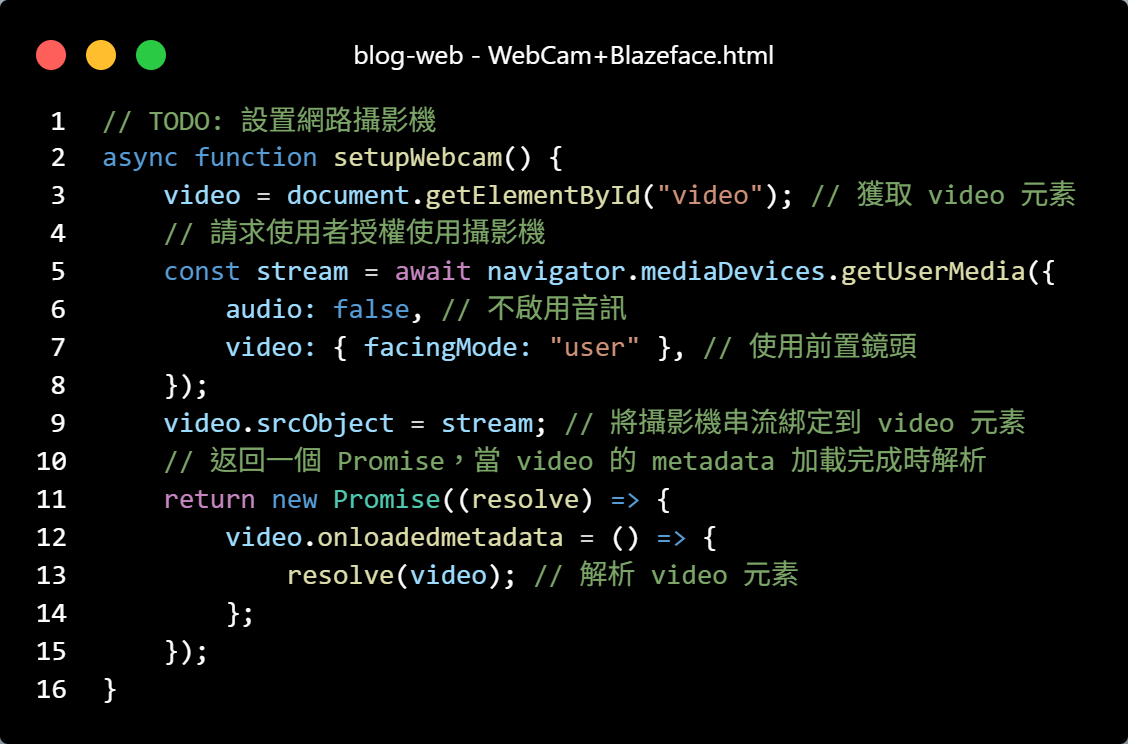 blog-web - WebCam+Blazeface.html
1 // TODO: 設置網路攝影機
2 async function setupWebcam() {
3     video = document.getElementById("video"); // 獲取 video 元素
4     // 請求使用者授權使用攝影機
5     const stream = await navigator.mediaDevices.getUserMedia({
6         audio: false, // 不啟用音訊
7         video: { facingMode: "user" }, // 使用前置鏡頭
8     });
9     video.srcObject = stream; // 將攝影機串流綁定到 video 元素
10     // 返回一個 Promise，當 video 的 metadata 加載完成時解析
11     return new Promise((resolve) => {
12         video.onloadedmetadata = () => {
13             resolve(video); // 解析 video 元素
14         };
15     });
16 }